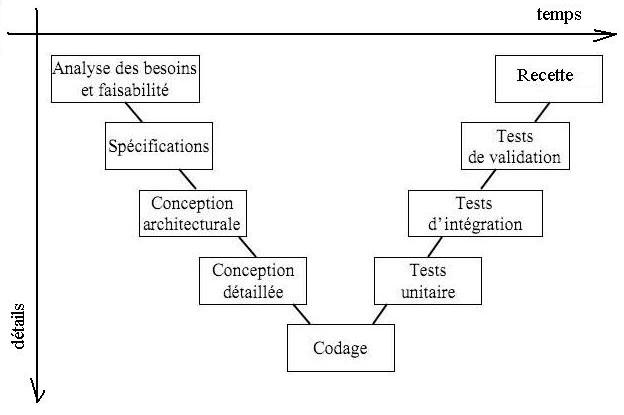 temps
Analyse des besoins
et faisabilité
Recette
Spécifications
Tests
de validation
Conception
architecturale
Tests
d'intégration
Conception
détaillée
Tests
unitaire
détails
Codage